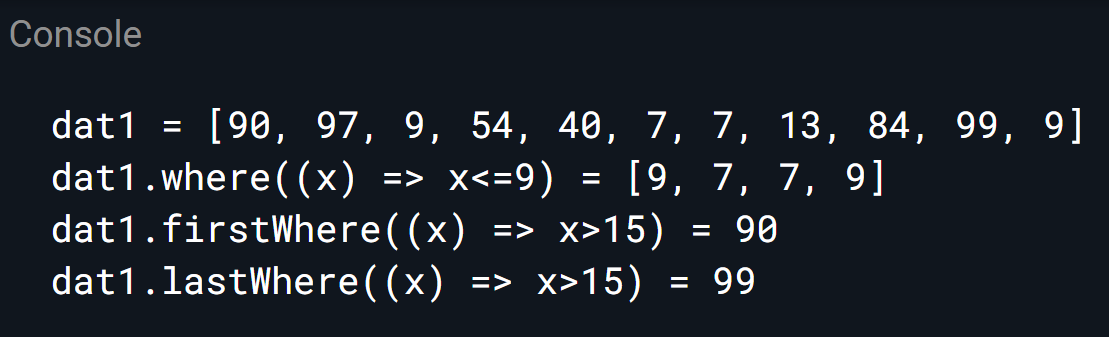 Console
dat1 = [90, 97, 9, 54, 40, 7, 7, 13, 84, 99, 9]
dat1.where((x) => x<=9) = [9, 7, 7, 9]
dat1.firstWhere((x) => x>15) = 90
dat1.lastWhere((x) => x>15) = 99